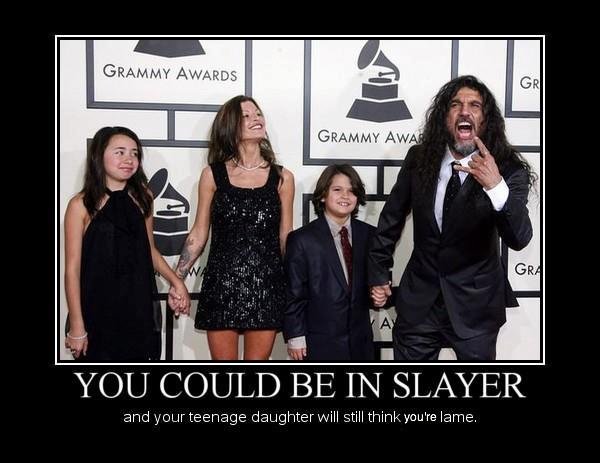 GRAMMY AWARDS
GRAMMY AWAR
GR
W
Y A
GRA
YOU COULD BE IN SLAYER
and your teenage daughter will still think you're lame.